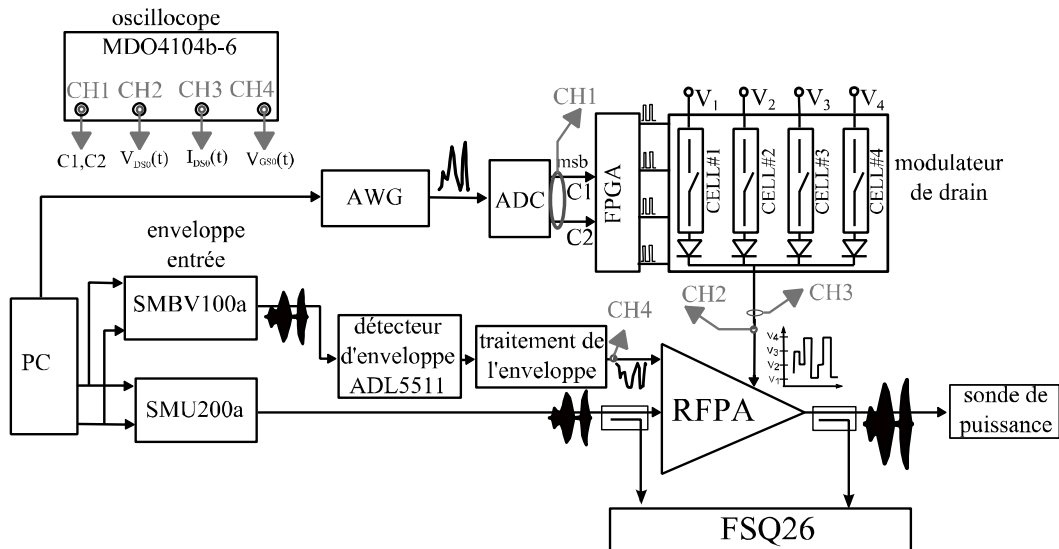 oscillocope
MDO4104b-6
CH1 CH2 CH3 CH4
C1,C2 V_DS0(t) I_DS0(t) V_GS0(t)
AWG
ADC
CH1
msb
C1
C2
FPGA
V1 V2 V3 V4
CELL#1
CELL#2
CELL#3
CELL#4
modulateur
de drain
enveloppe
entrée
SMBV100a
PC
SMU200a
détecteur
d'enveloppe
ADL5511
traitement de
l'enveloppe
CH4
CH2
CH3
V4
V3
V2
V1
RFPA
sonde de
puissance
FSQ26